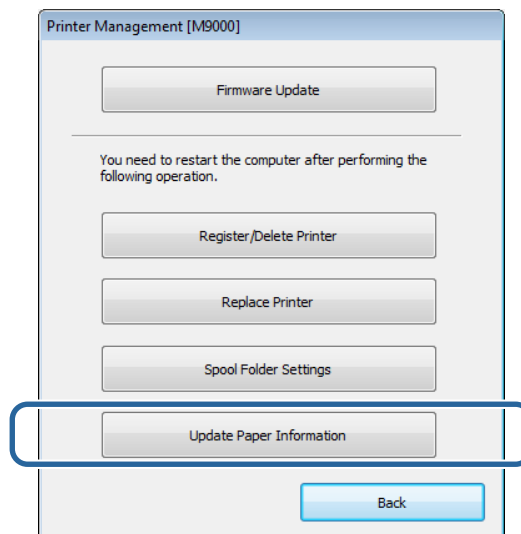 Printer Management [M9000]
Firmware Update
You need to restart the computer after performing the
following operation.
Register/Delete Printer
Replace Printer
Spool Folder Settings
Update Paper Information
Back